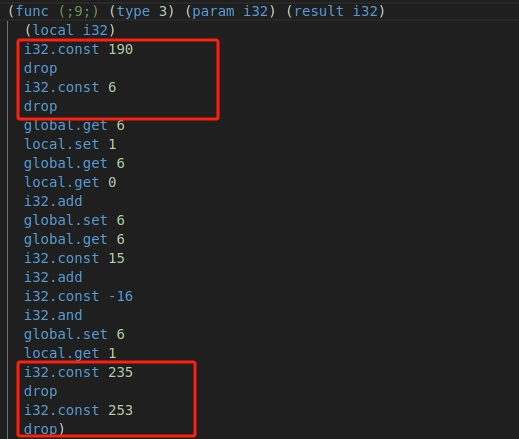 (func (;9;) (type 3) (param i32) (result i32)
(local i32)
i32.const 190
drop
i32.const 6
drop
global.get 6
local.set 1
global.get 6
local.get 0
i32.add
global.set 6
global.get 6
i32.const 15
i32.add
i32.const -16
i32.and
global.set 6
local.get 1
i32.const 235
drop
i32.const 253
drop)